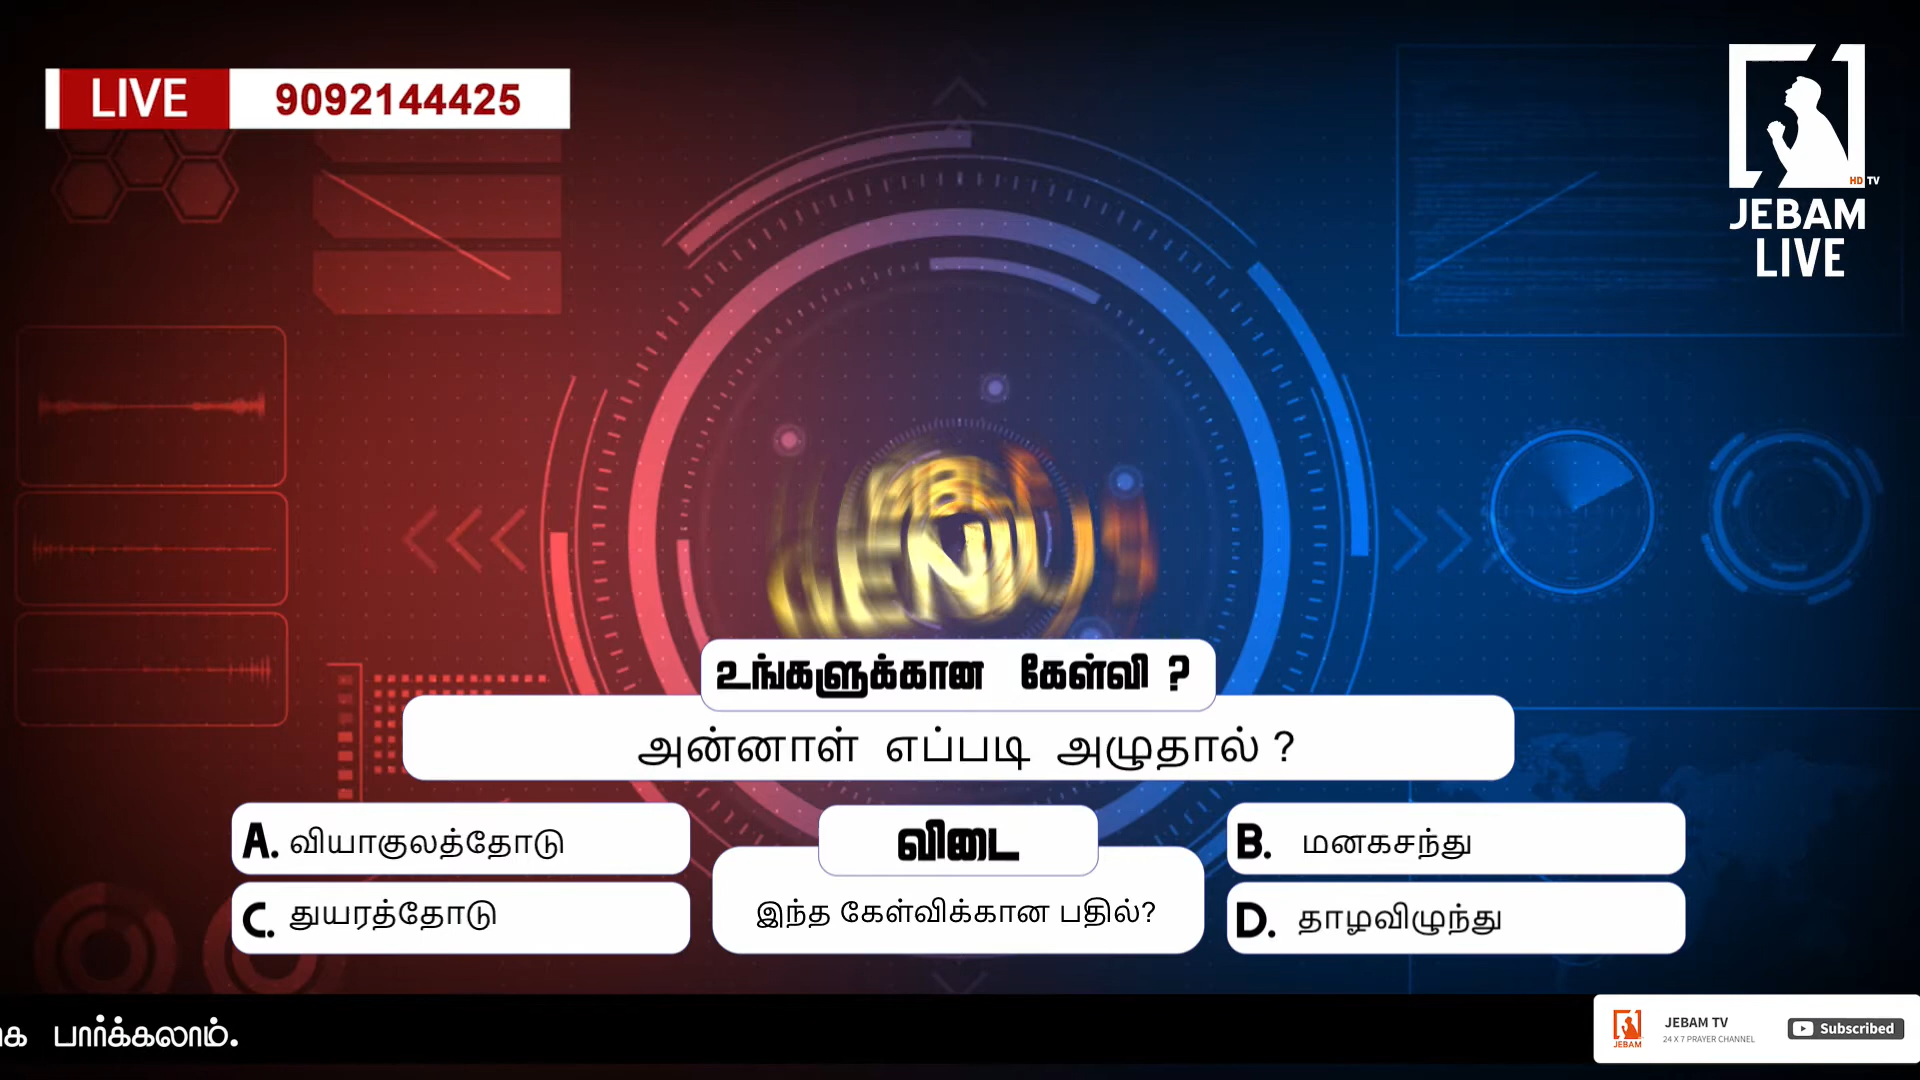 LIVE 9092144425
HD TV
JEBAM
LIVE
உங்களுக்கான கேள்வி ?
அன்னாள் எப்படி அழுதால் ?
A. வியாகுலத்தோடு
விடை
B. மனகசந்து
C. துயரத்தோடு
இந்த கேள்விக்கான பதில்?
D. தாழவிழுந்து
பார்க்கலாம்.
JEBAM
JEBAM TV
24 X 7 PRAYER CHANNEL
Subscribed